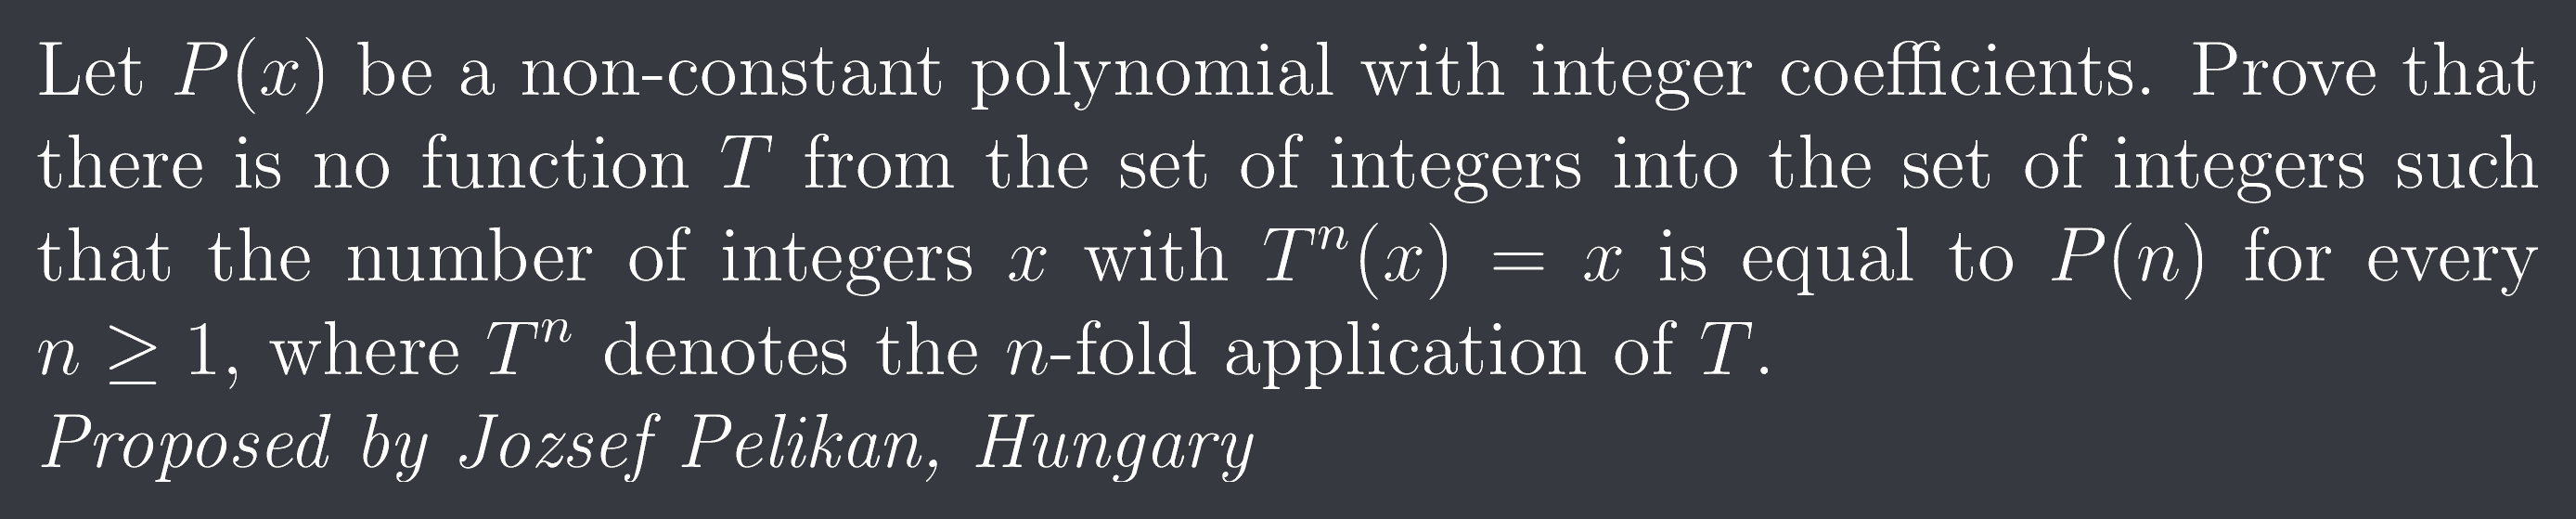 Let P(x) be a non-constant polynomial with integer coefficients. Prove that
there is no function T from the set of integers into the set of integers such
that the number of integers x with Tⁿ(x) = x is equal to P(n) for every
n ≥ 1, where Tⁿ denotes the n-fold application of T.
Proposed by Jozsef Pelikan, Hungary